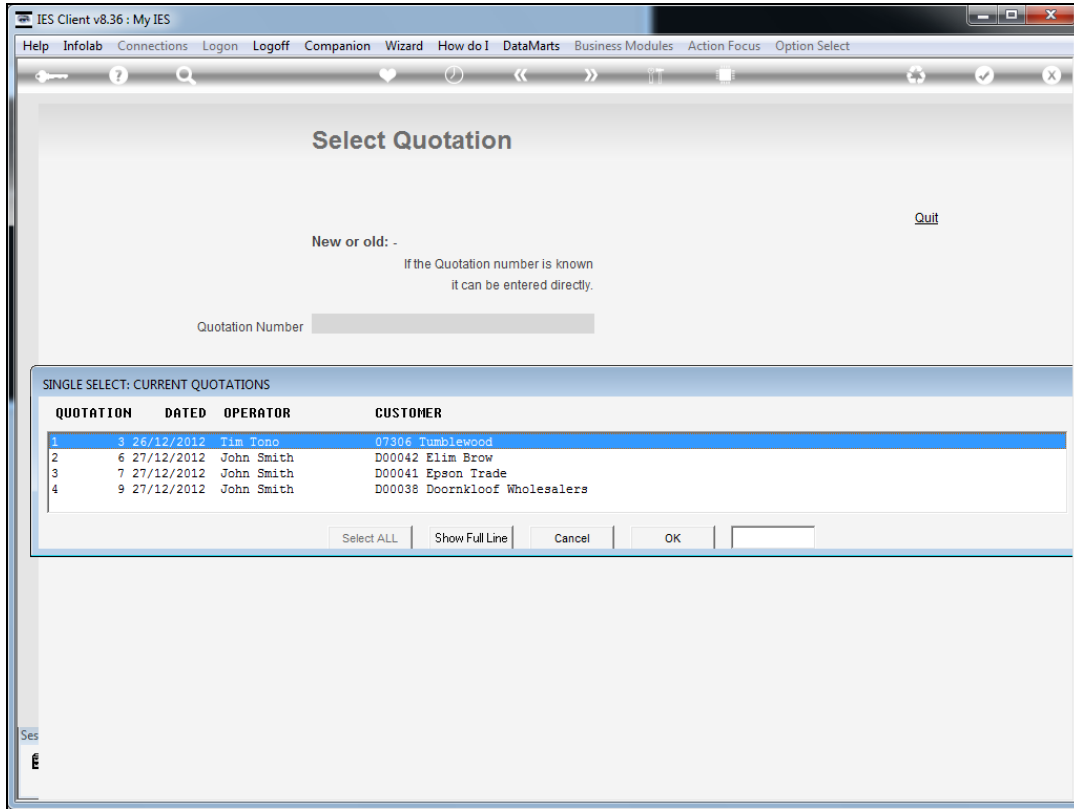 IES Client v8.36 : My IES
Help Infolab Connections Logon Logoff Companion Wizard How do I DataMarts Business Modules Action Focus Option Select
Select Quotation
Quit
New or old: -
If the Quotation number is known
it can be entered directly.
Quotation Number
SINGLE SELECT: CURRENT QUOTATIONS
QUOTATION DATED OPERATOR CUSTOMER
1 3 26/12/2012 Tim Tono 07306 Tumblewood
2 6 27/12/2012 John Smith D00042 Elim Brow
3 7 27/12/2012 John Smith D00041 Epson Trade
4 9 27/12/2012 John Smith D00038 Doornkloof Wholesalers
Select ALL Show Full Line Cancel OK
Ses